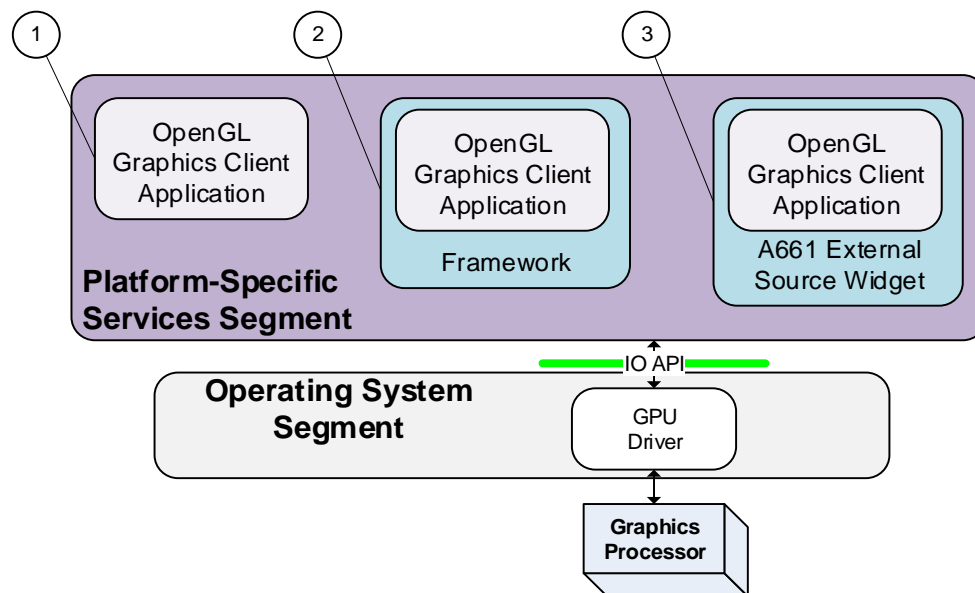 1
2
3
OpenGL
Graphics Client
Application
OpenGL
Graphics Client
Application
Framework
OpenGL
Graphics Client
Application
A661 External
Source Widget
Platform-Specific
Services Segment
IO API
Operating System
Segment
GPU
Driver
Graphics
Processor